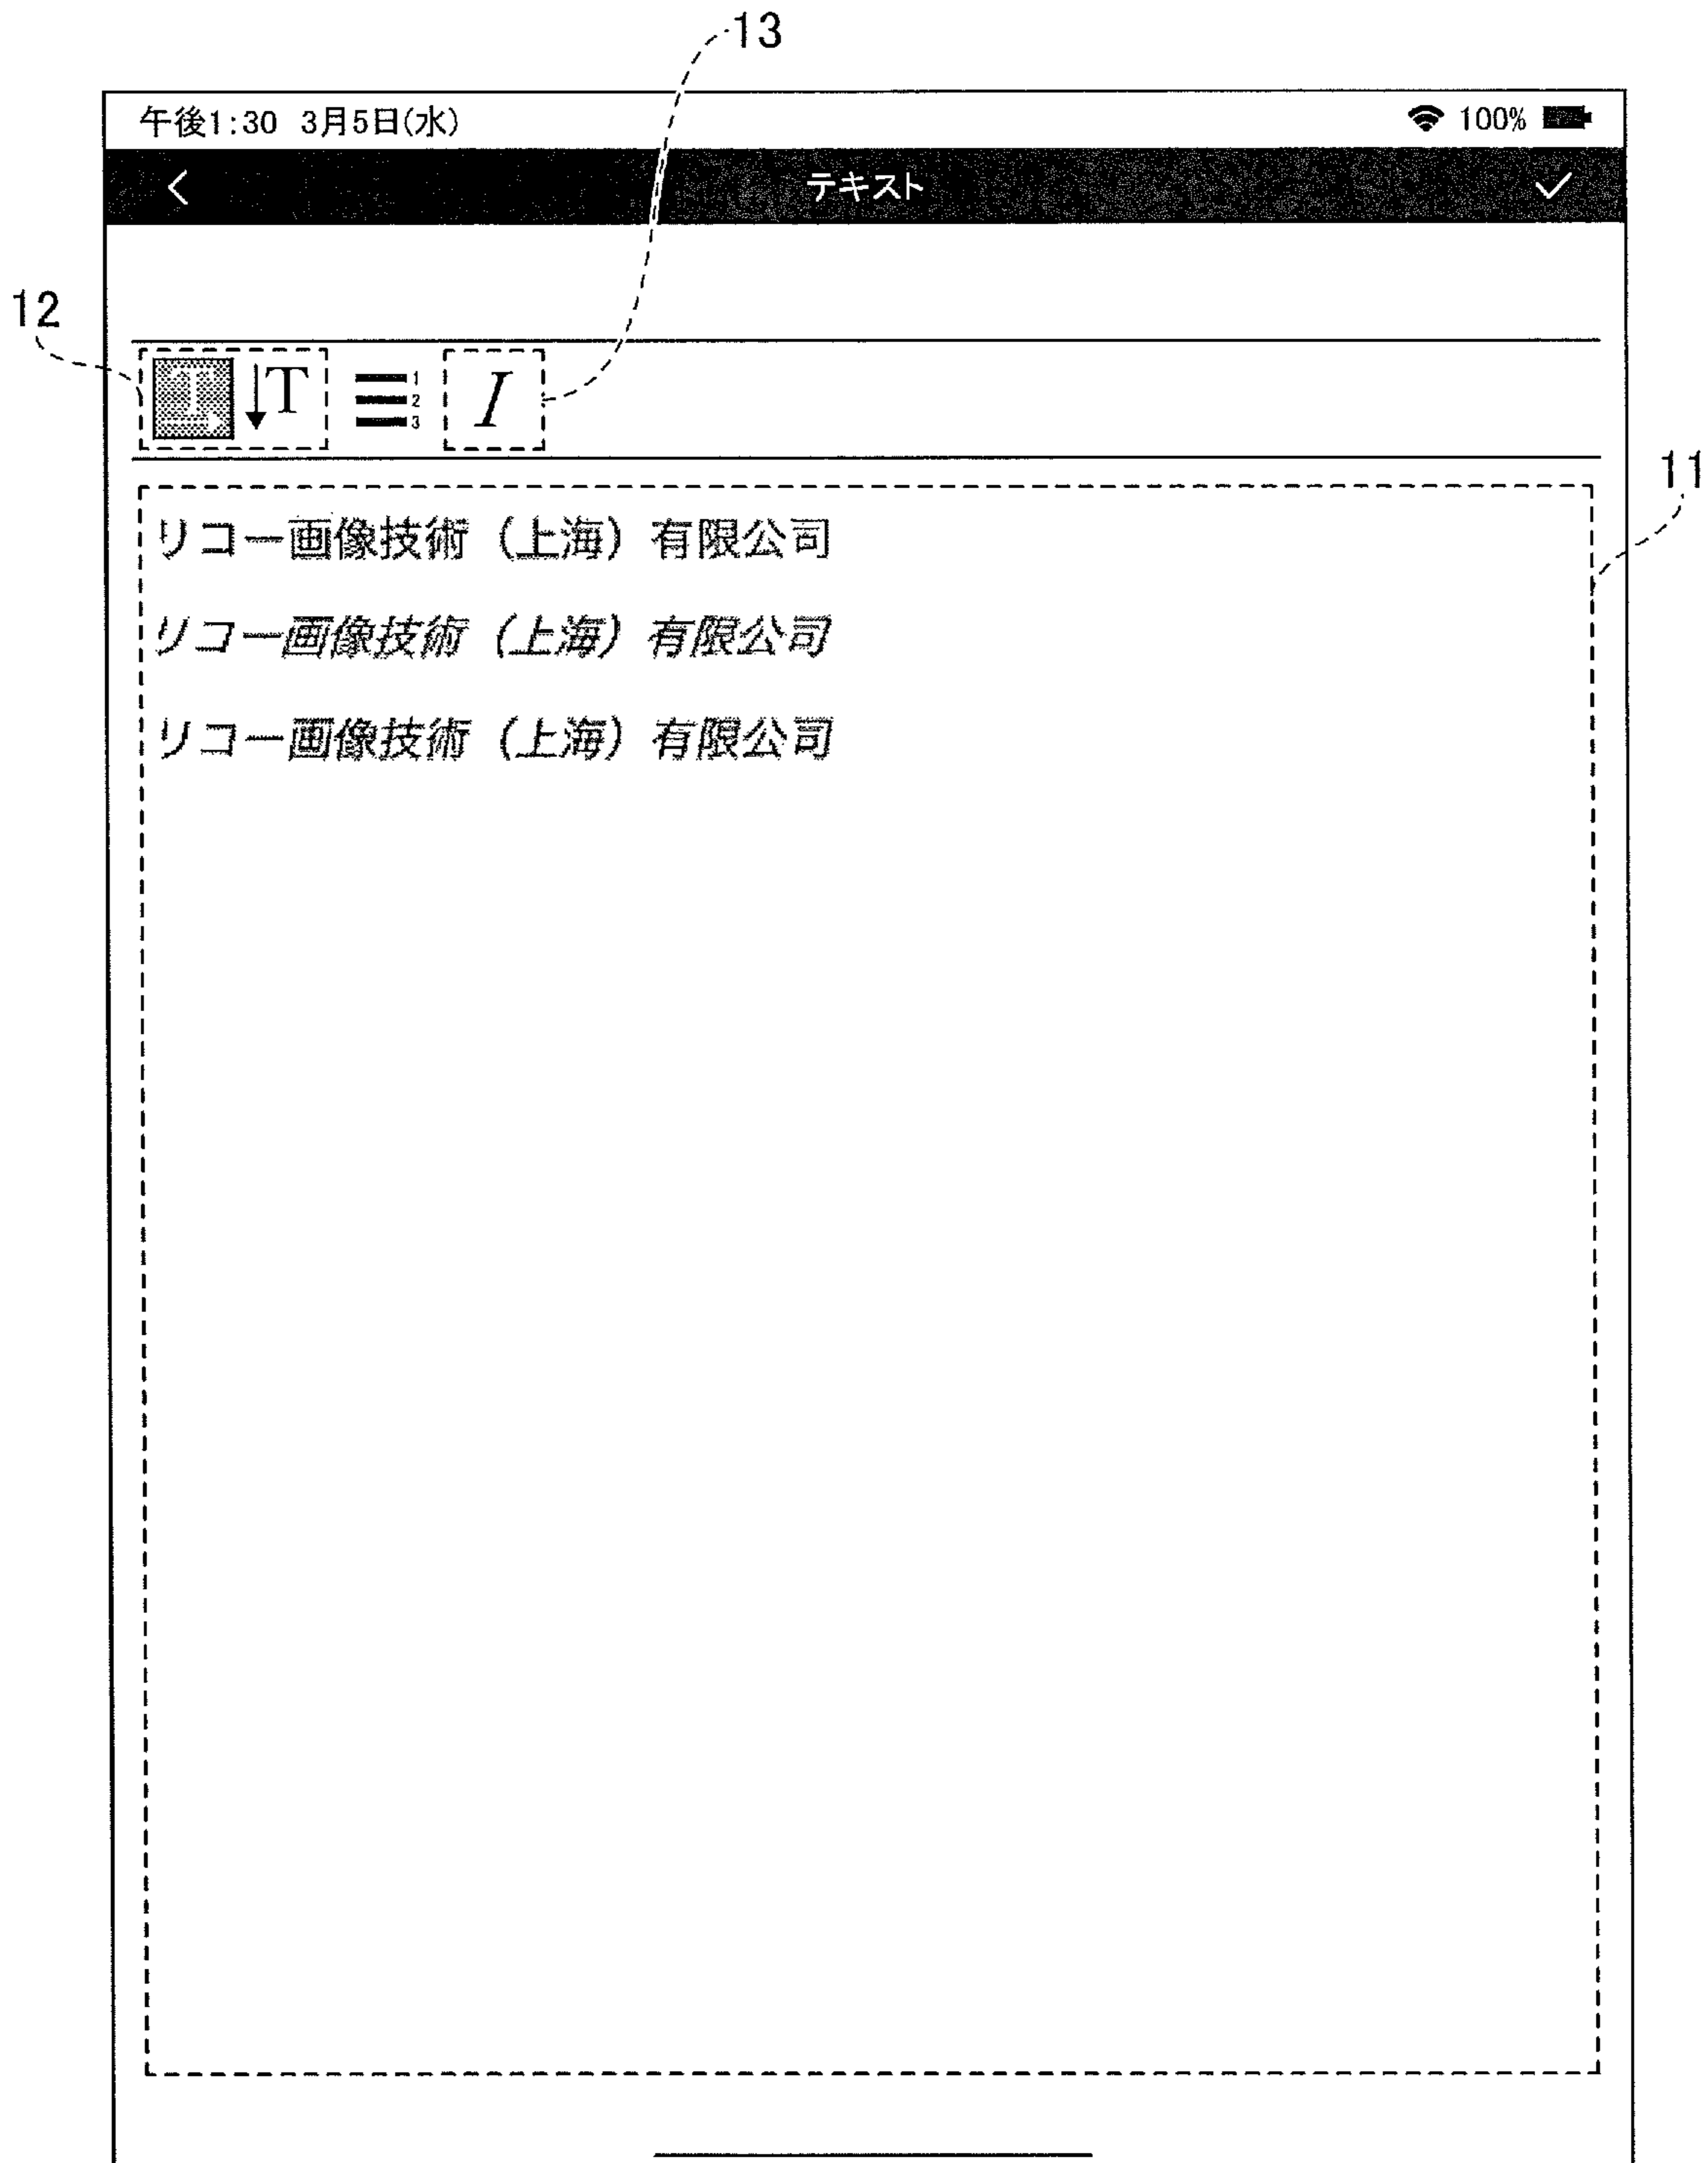 13
午後1:30 3月5日(水) 100%
テキスト
12
T T 1 2 3 I
11
リコー画像技術（上海）有限公司
リコー画像技術（上海）有限公司
リコー画像技術（上海）有限公司